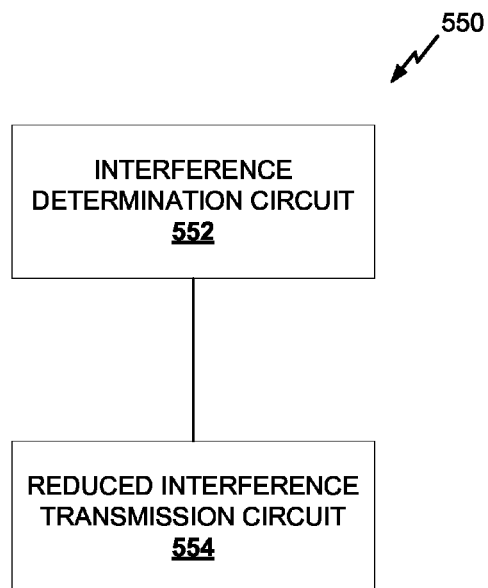 550
INTERFERENCE
DETERMINATION CIRCUIT
552
REDUCED INTERFERENCE
TRANSMISSION CIRCUIT
554